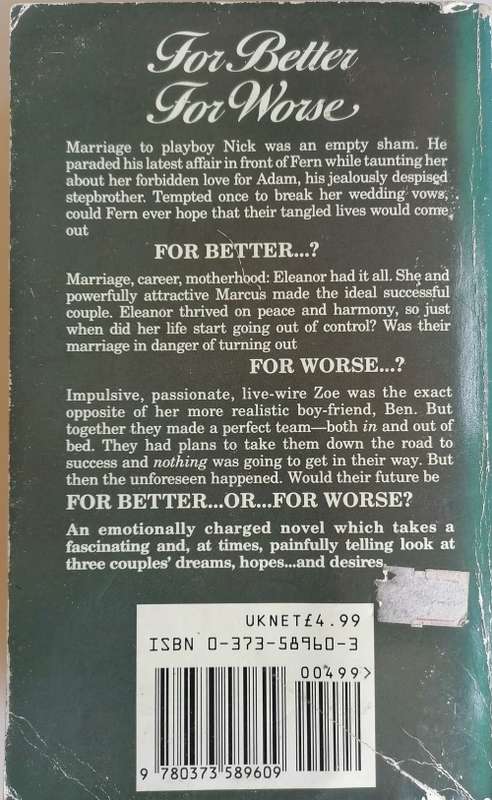 For Better
For Worse
Marriage to playboy Nick was an empty sham. He
paraded his latest affair in front of Fern while taunting her
about her forbidden love for Adam, his jealously despised
stepbrother. Tempted once to break her wedding vows,
could Fern ever hope that their tangled lives would come
out
FOR BETTER...?
Marriage, career, motherhood: Eleanor had it all. She and
powerfully attractive Marcus made the ideal successful
couple. Eleanor thrived on peace and harmony, so just
when did her life start going out of control? Was their
marriage in danger of turning out
FOR WORSE...?
Impulsive, passionate, live-wire Zoe was the exact
opposite of her more realistic boy-friend, Ben. But
together they made a perfect team—both in and out of
bed. They had plans to take them down the road to
success and nothing was going to get in their way. But
then the unforeseen happened. Would their future be
FOR BETTER...OR...FOR WORSE?
An emotionally charged novel which takes a
fascinating and, at times, painfully telling look at
three couples' dreams, hopes...and desires.
UKNET£4.99
ISBN 0-373-58960-3
00499>
9 780373 589609